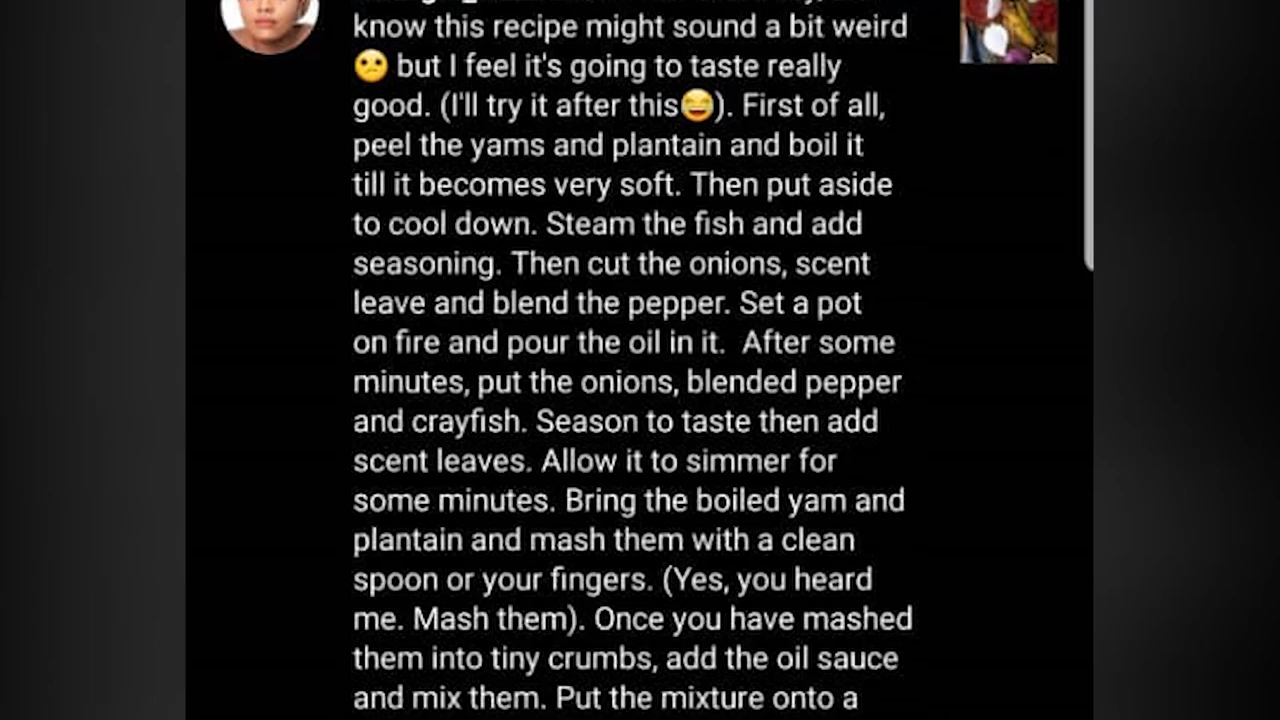 know this recipe might sound a bit weird
😕 but I feel it's going to taste really
good. (I'll try it after this😂). First of all,
peel the yams and plantain and boil it
till it becomes very soft. Then put aside
to cool down. Steam the fish and add
seasoning. Then cut the onions, scent
leave and blend the pepper. Set a pot
on fire and pour the oil in it.  After some
minutes, put the onions, blended pepper
and crayfish. Season to taste then add
scent leaves. Allow it to simmer for
some minutes. Bring the boiled yam and
plantain and mash them with a clean
spoon or your fingers. (Yes, you heard
me. Mash them). Once you have mashed
them into tiny crumbs, add the oil sauce
and mix them. Put the mixture onto a